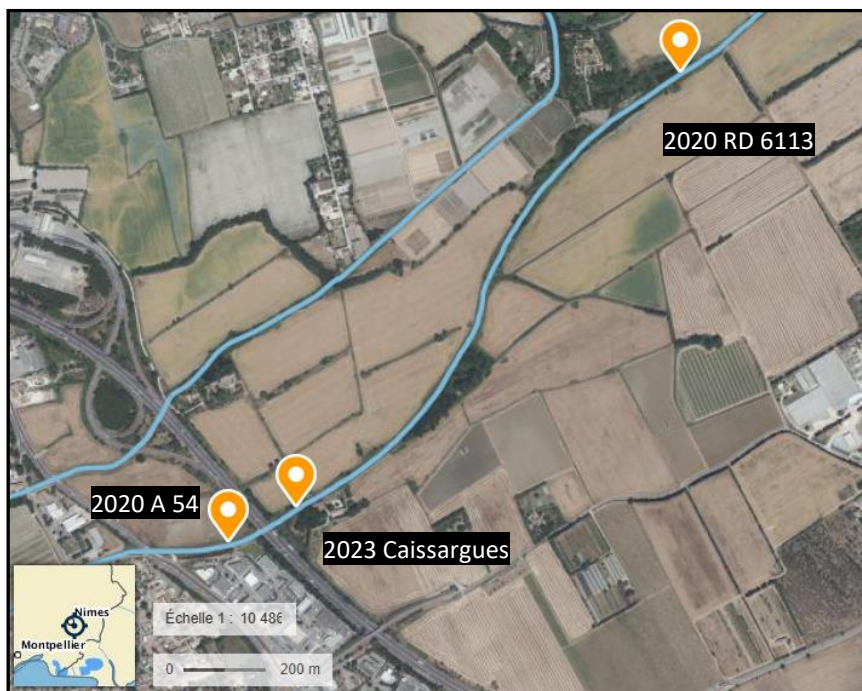 2020 RD 6113
2020 A 54
2023 Caissargues
Nimes
Montpellier
Échelle 1 : 10 486
0 200 m